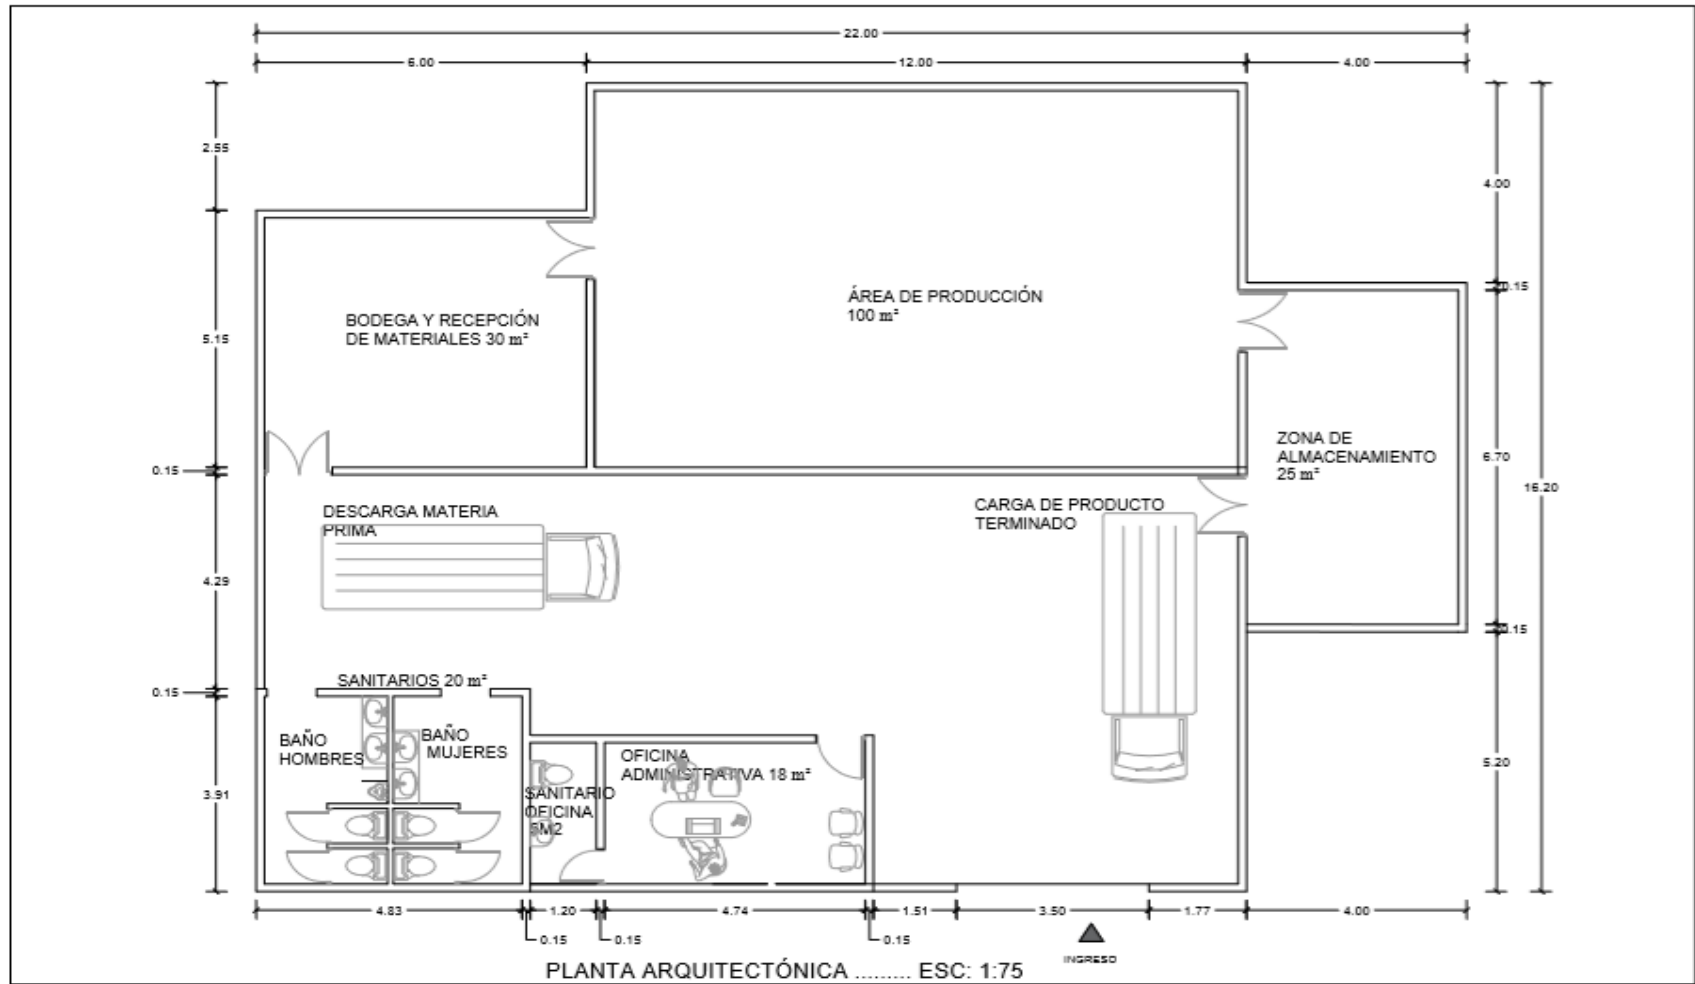 22.00
6.00
12.00
4.00
2.55
4.00
0.15
ÁREA DE PRODUCCIÓN
100 m²
BODEGA Y RECEPCIÓN
DE MATERIALES 30 m²
5.15
ZONA DE
ALMACENAMIENTO
25 m²
6.70
16.20
0.15
DESCARGA MATERIA
PRIMA
CARGA DE PRODUCTO
TERMINADO
4.29
0.15
SANITARIOS 20 m²
0.15
BAÑO
HOMBRES
BAÑO
MUJERES
OFICINA
ADMINISTRATIVA 18 m²
5.20
3.91
SANITARIO
OFICINA
5M2
4.83
1.20
4.74
1.51
3.50
1.77
4.00
0.15
0.15
0.15
INGRESO
PLANTA ARQUITECTÓNICA ......... ESC: 1:75